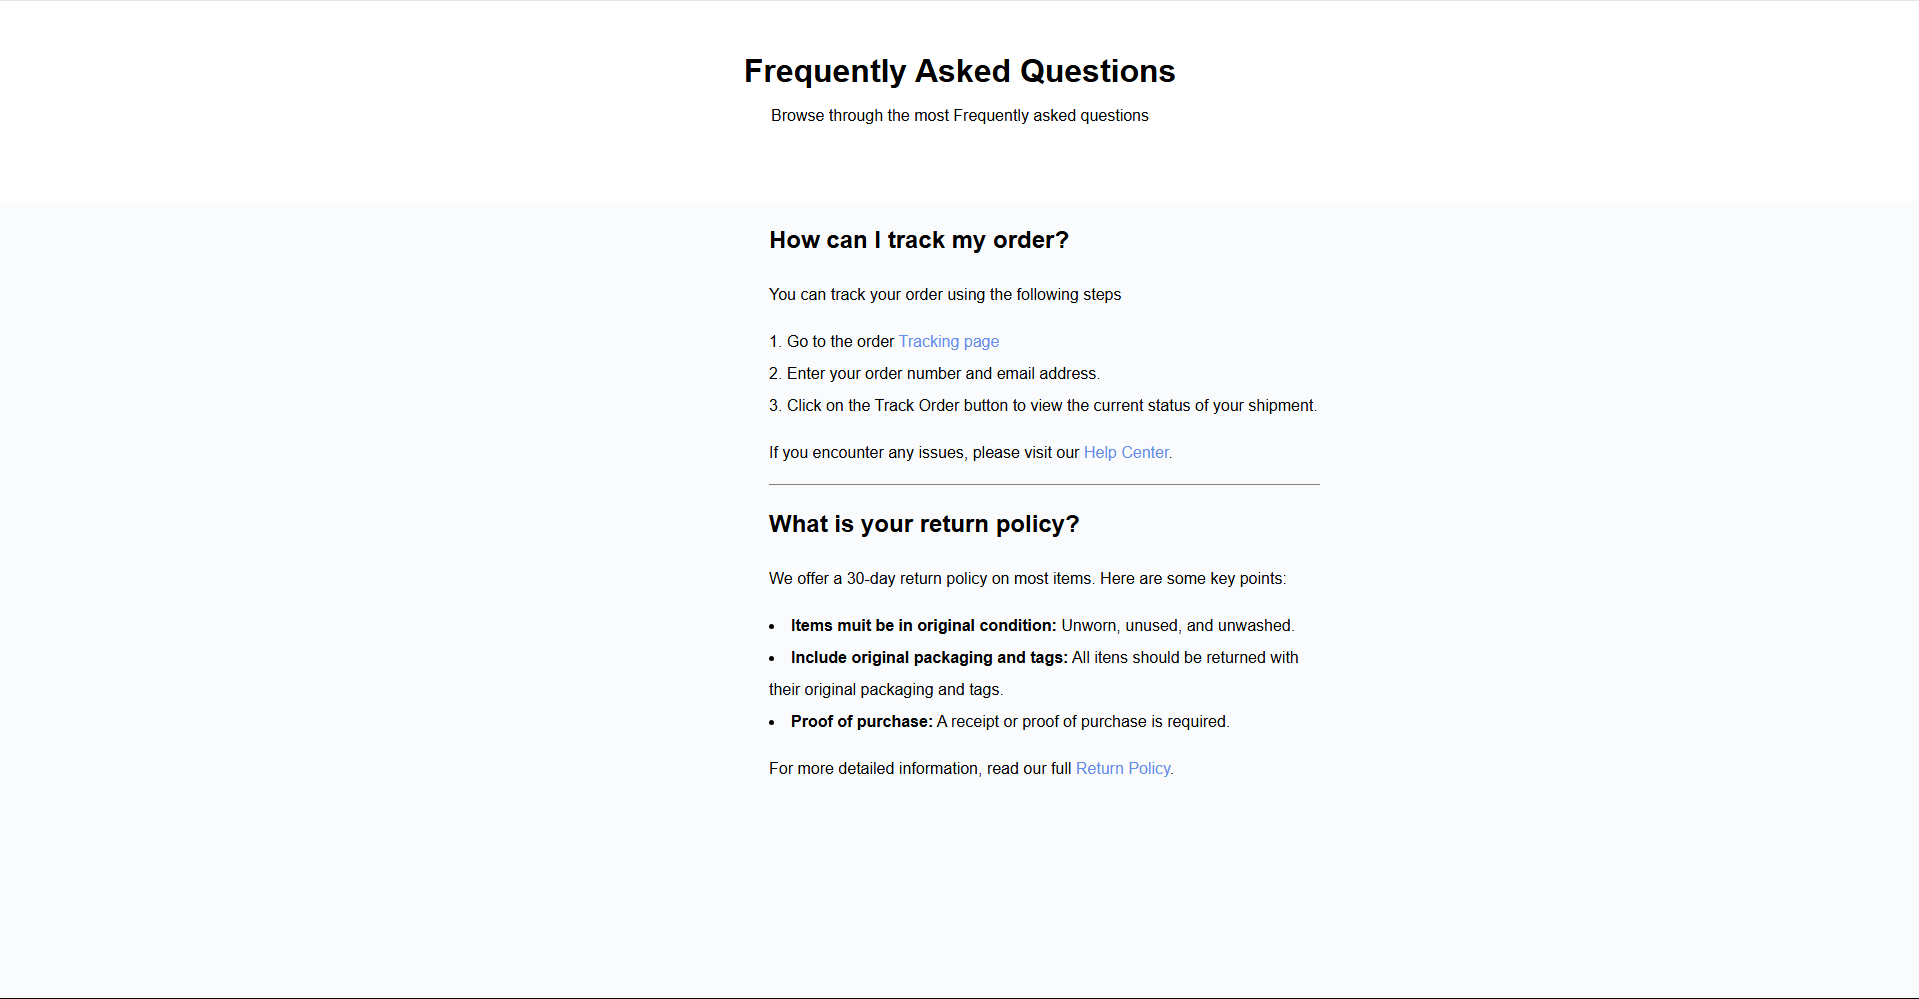 Frequently Asked Questions
Browse through the most Frequently asked questions
How can I track my order?
You can track your order using the following steps
1. Go to the order Tracking page
2. Enter your order number and email address.
3. Click on the Track Order button to view the current status of your shipment.
If you encounter any issues, please visit our Help Center.
What is your return policy?
We offer a 30-day return policy on most items. Here are some key points:
• Items muit be in original condition: Unworn, unused, and unwashed.
• Include original packaging and tags: All itens should be returned with
their original packaging and tags.
• Proof of purchase: A receipt or proof of purchase is required.
For more detailed information, read our full Return Policy.